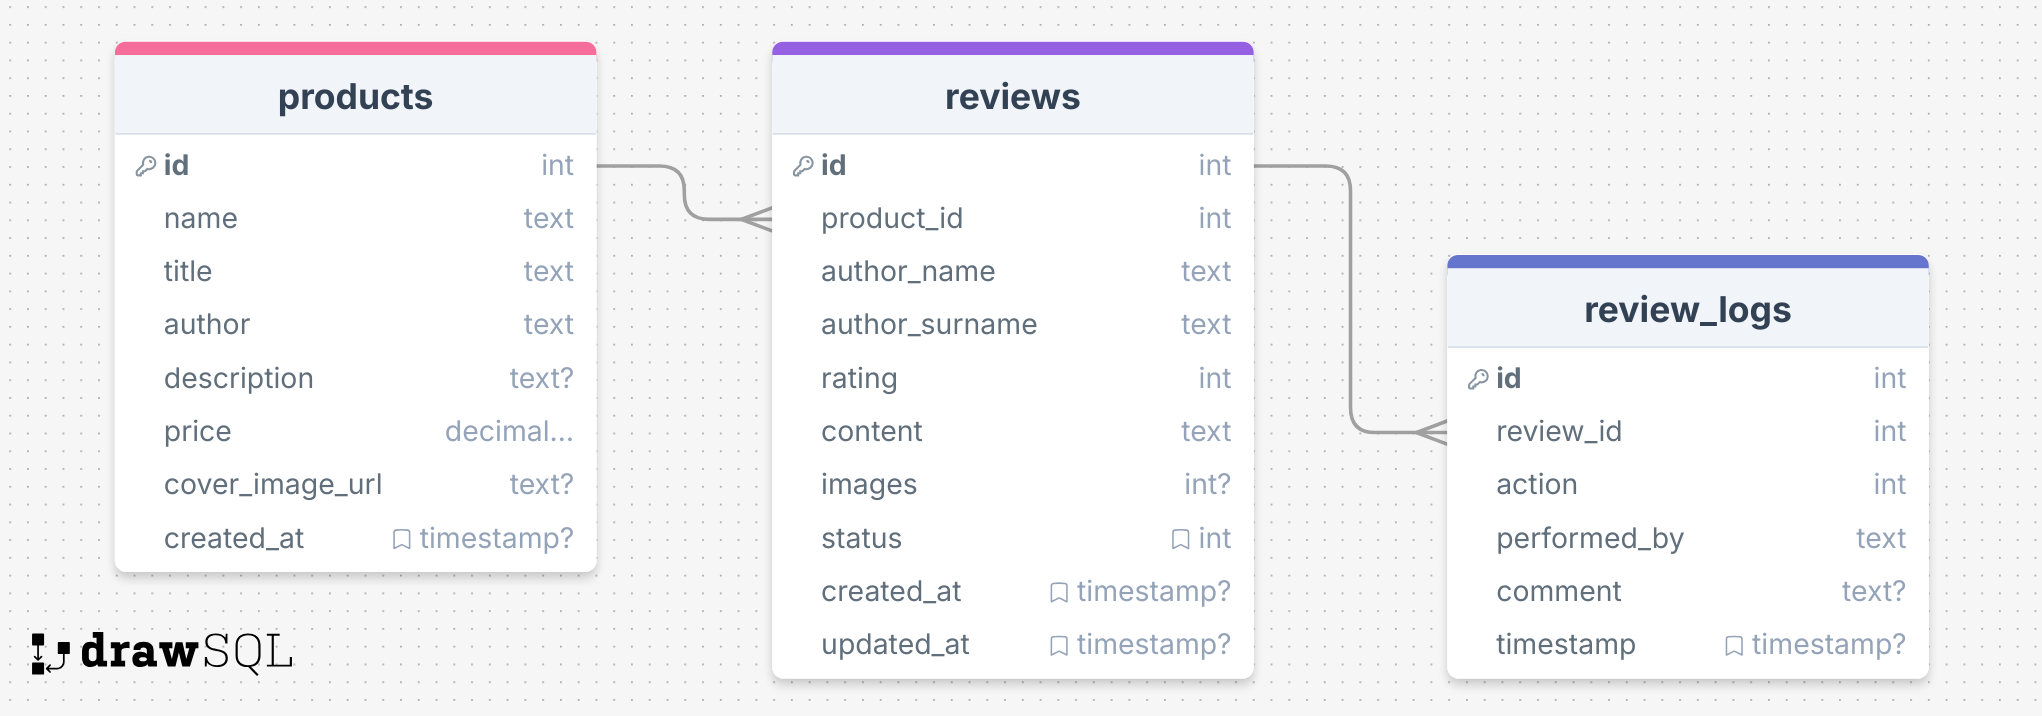 products
id int
name text
title text
author text
description text?
price decimal...
cover_image_url text?
created_at timestamp?
reviews
id int
product_id int
author_name text
author_surname text
rating int
content text
images int?
status int
created_at timestamp?
updated_at timestamp?
review_logs
id int
review_id int
action int
performed_by text
comment text?
timestamp timestamp?
drawSQL